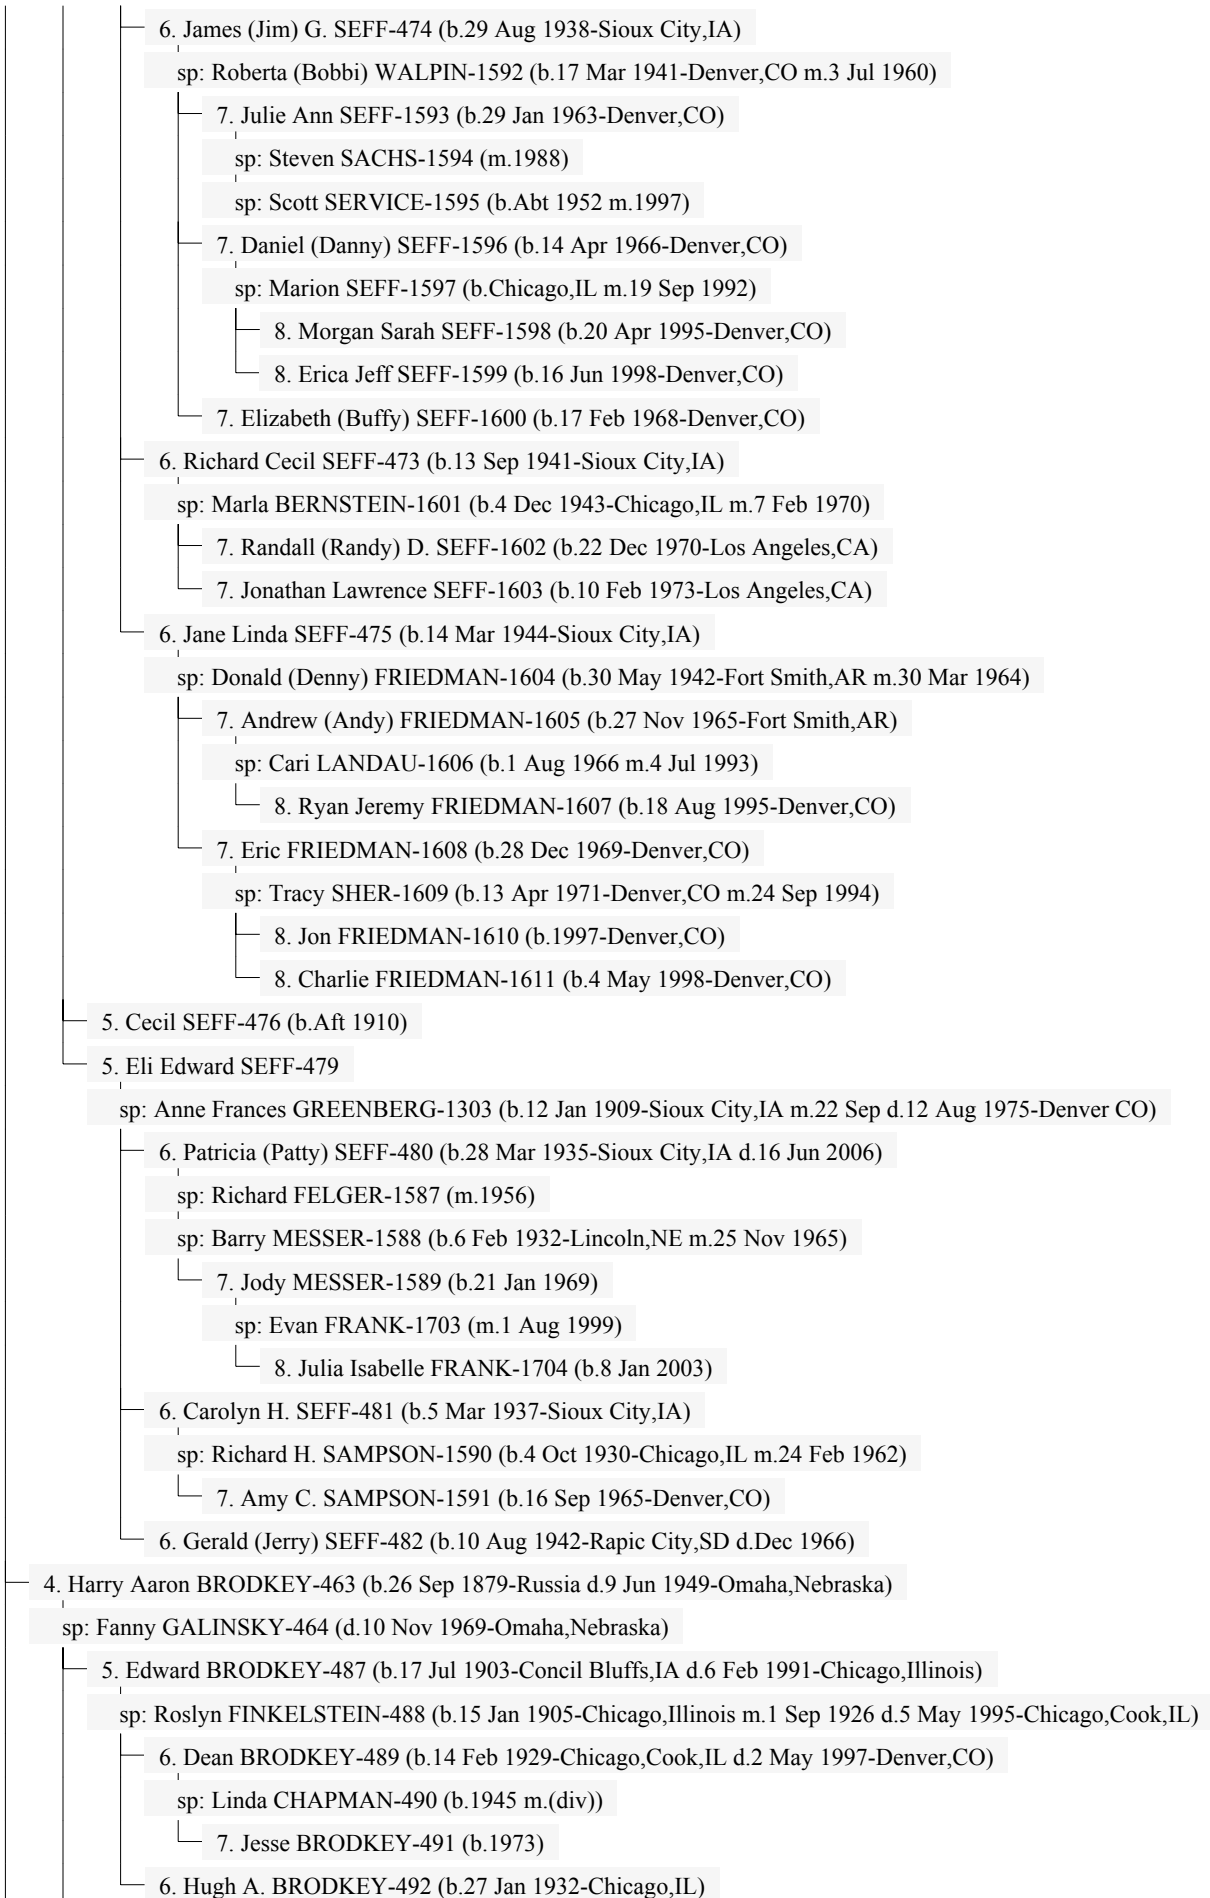 6. James (Jim) G. SEFF-474 (b.29 Aug 1938-Sioux City,IA)
sp: Roberta (Bobbi) WALPIN-1592 (b.17 Mar 1941-Denver,CO m.3 Jul 1960)
7. Julie Ann SEFF-1593 (b.29 Jan 1963-Denver,CO)
sp: Steven SACHS-1594 (m.1988)
sp: Scott SERVICE-1595 (b.Abt 1952 m.1997)
7. Daniel (Danny) SEFF-1596 (b.14 Apr 1966-Denver,CO)
sp: Marion SEFF-1597 (b.Chicago,IL m.19 Sep 1992)
8. Morgan Sarah SEFF-1598 (b.20 Apr 1995-Denver,CO)
8. Erica Jeff SEFF-1599 (b.16 Jun 1998-Denver,CO)
7. Elizabeth (Buffy) SEFF-1600 (b.17 Feb 1968-Denver,CO)
6. Richard Cecil SEFF-473 (b.13 Sep 1941-Sioux City,IA)
sp: Marla BERNSTEIN-1601 (b.4 Dec 1943-Chicago,IL m.7 Feb 1970)
7. Randall (Randy) D. SEFF-1602 (b.22 Dec 1970-Los Angeles,CA)
7. Jonathan Lawrence SEFF-1603 (b.10 Feb 1973-Los Angeles,CA)
6. Jane Linda SEFF-475 (b.14 Mar 1944-Sioux City,IA)
sp: Donald (Denny) FRIEDMAN-1604 (b.30 May 1942-Fort Smith,AR m.30 Mar 1964)
7. Andrew (Andy) FRIEDMAN-1605 (b.27 Nov 1965-Fort Smith,AR)
sp: Cari LANDAU-1606 (b.1 Aug 1966 m.4 Jul 1993)
8. Ryan Jeremy FRIEDMAN-1607 (b.18 Aug 1995-Denver,CO)
7. Eric FRIEDMAN-1608 (b.28 Dec 1969-Denver,CO)
sp: Tracy SHER-1609 (b.13 Apr 1971-Denver,CO m.24 Sep 1994)
8. Jon FRIEDMAN-1610 (b.1997-Denver,CO)
8. Charlie FRIEDMAN-1611 (b.4 May 1998-Denver,CO)
5. Cecil SEFF-476 (b.Aft 1910)
5. Eli Edward SEFF-479
sp: Anne Frances GREENBERG-1303 (b.12 Jan 1909-Sioux City,IA m.22 Sep d.12 Aug 1975-Denver CO)
6. Patricia (Patty) SEFF-480 (b.28 Mar 1935-Sioux City,IA d.16 Jun 2006)
sp: Richard FELGER-1587 (m.1956)
sp: Barry MESSER-1588 (b.6 Feb 1932-Lincoln,NE m.25 Nov 1965)
7. Jody MESSER-1589 (b.21 Jan 1969)
sp: Evan FRANK-1703 (m.1 Aug 1999)
8. Julia Isabelle FRANK-1704 (b.8 Jan 2003)
6. Carolyn H. SEFF-481 (b.5 Mar 1937-Sioux City,IA)
sp: Richard H. SAMPSON-1590 (b.4 Oct 1930-Chicago,IL m.24 Feb 1962)
7. Amy C. SAMPSON-1591 (b.16 Sep 1965-Denver,CO)
6. Gerald (Jerry) SEFF-482 (b.10 Aug 1942-Rapic City,SD d.Dec 1966)
4. Harry Aaron BRODKEY-463 (b.26 Sep 1879-Russia d.9 Jun 1949-Omaha,Nebraska)
sp: Fanny GALINSKY-464 (d.10 Nov 1969-Omaha,Nebraska)
5. Edward BRODKEY-487 (b.17 Jul 1903-Concil Bluffs,IA d.6 Feb 1991-Chicago,Illinois)
sp: Roslyn FINKELSTEIN-488 (b.15 Jan 1905-Chicago,Illinois m.1 Sep 1926 d.5 May 1995-Chicago,Cook,IL)
6. Dean BRODKEY-489 (b.14 Feb 1929-Chicago,Cook,IL d.2 May 1997-Denver,CO)
sp: Linda CHAPMAN-490 (b.1945 m.(div))
7. Jesse BRODKEY-491 (b.1973)
6. Hugh A. BRODKEY-492 (b.27 Jan 1932-Chicago,IL)